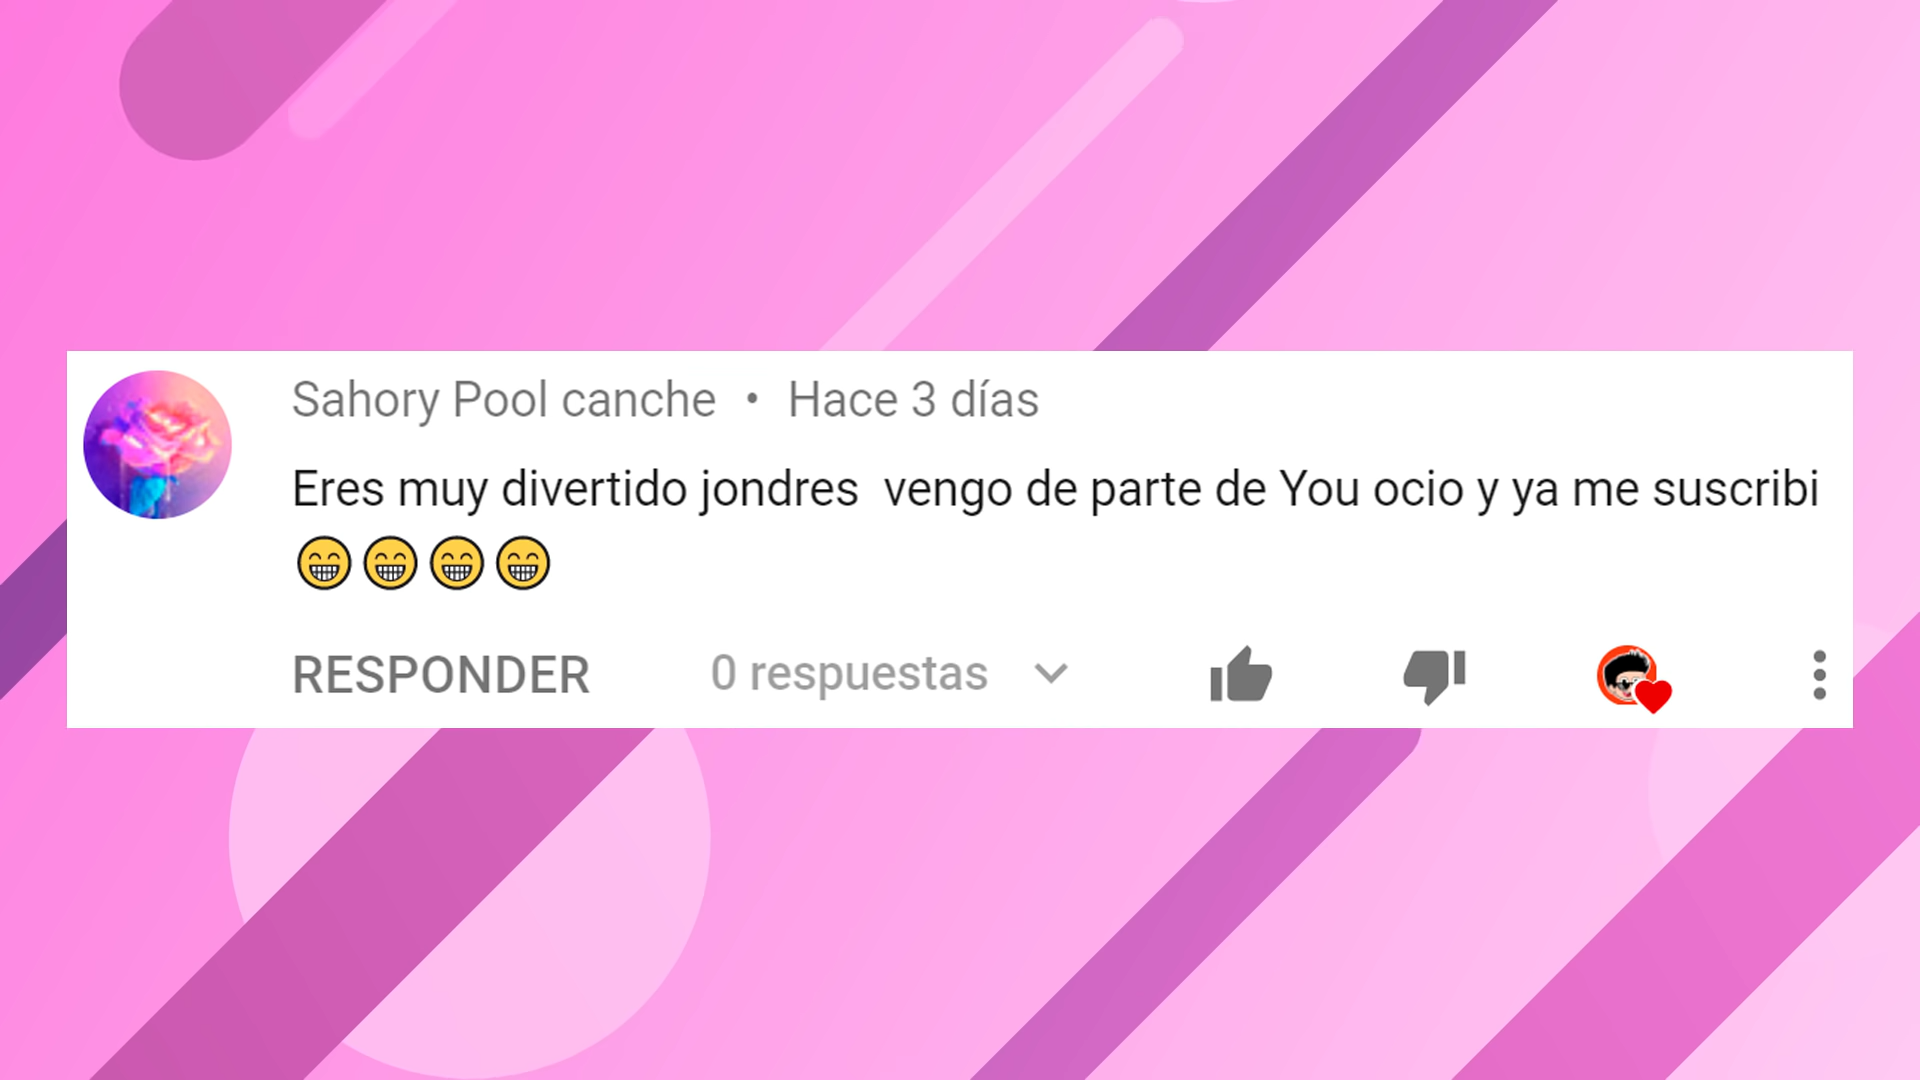 Sahory Pool canche • Hace 3 días
Eres muy divertido jondres  vengo de parte de You ocio y ya me suscribi
😁😁😁😁
RESPONDER 0 respuestas